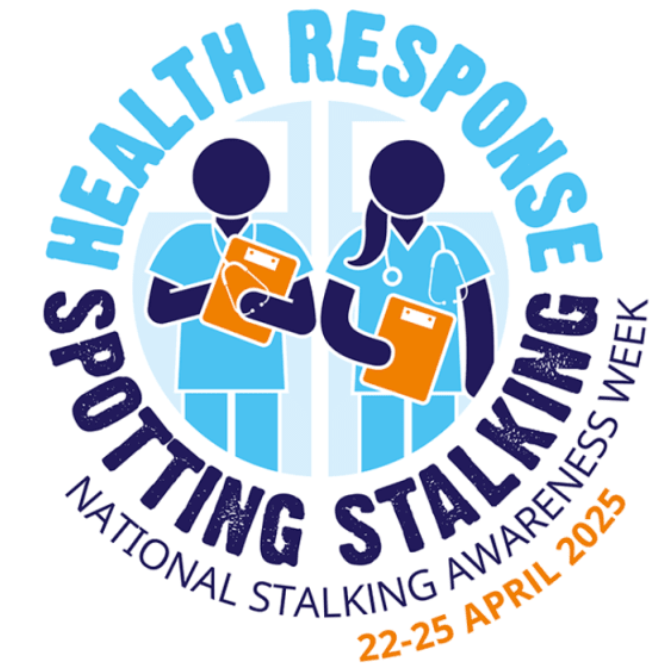 HEALTH RESPONSE
SPOTTING STALKING
NATIONAL STALKING AWARENESS WEEK
22-25 APRIL 2025